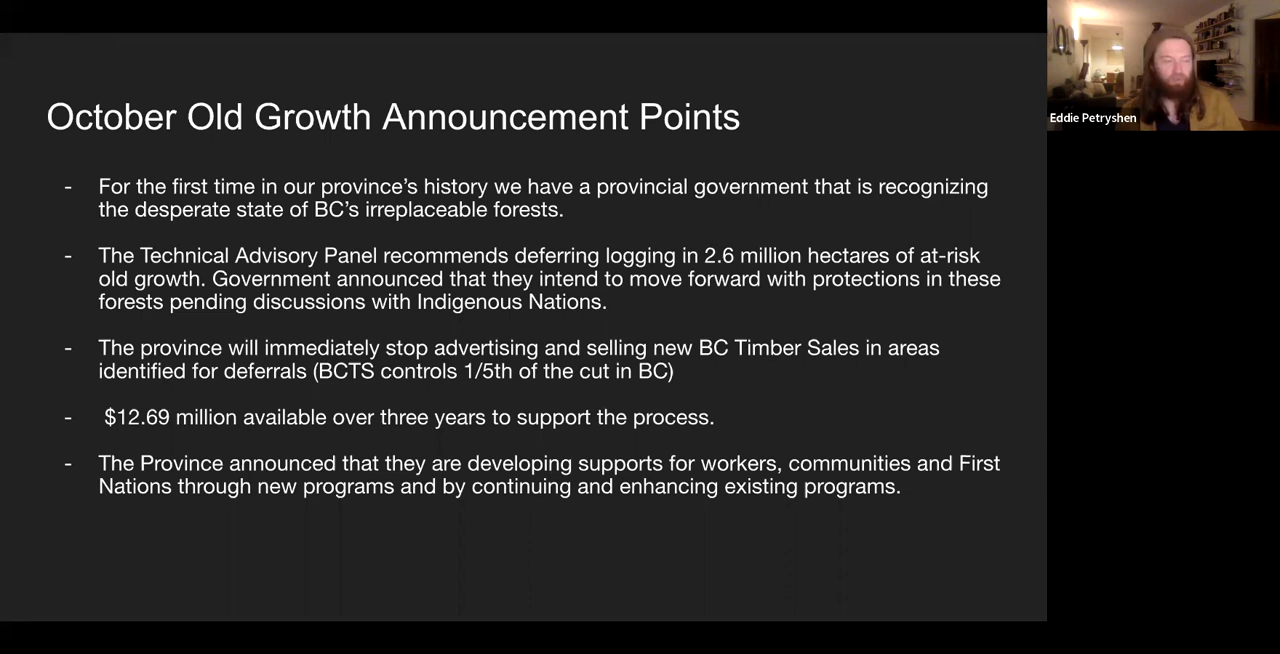 October Old Growth Announcement Points
- For the first time in our province’s history we have a provincial government that is recognizing
the desperate state of BC’s irreplaceable forests.
- The Technical Advisory Panel recommends deferring logging in 2.6 million hectares of at-risk
old growth. Government announced that they intend to move forward with protections in these
forests pending discussions with Indigenous Nations.
- The province will immediately stop advertising and selling new BC Timber Sales in areas
identified for deferrals (BCTS controls 1/5th of the cut in BC)
- $12.69 million available over three years to support the process.
- The Province announced that they are developing supports for workers, communities and First
Nations through new programs and by continuing and enhancing existing programs.
Eddie Petryshen